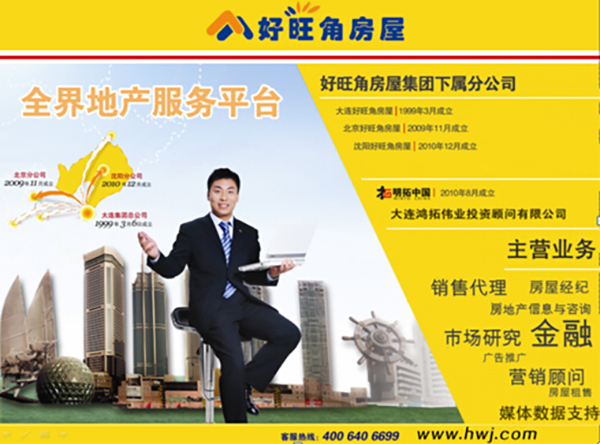 好旺角房屋
全界地产服务平台
北京分公司
2009年11月成立
沈阳分公司
2010年12月成立
大连集团总公司
1999年3月6日成立
好旺角房屋集团下属分公司
大连好旺角房屋 | 1999年3月成立
北京好旺角房屋 | 2009年11月成立
沈阳好旺角房屋 | 2010年12月成立
明拓中国 | 2010年8月成立
大连鸿拓伟业投资顾问有限公司
主营业务
销售代理 房屋经纪
房地产信息与咨询
市场研究 金融
广告推广
营销顾问
房屋租售
媒体数据支持
客服热线: 400 640 6699 www.hwj.com